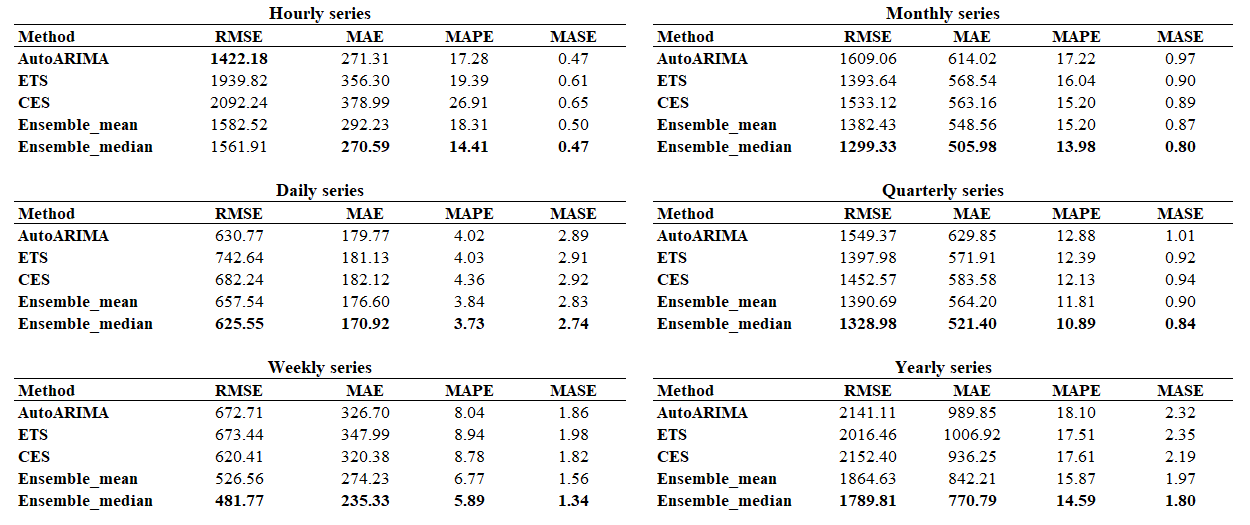 Hourly series
Method RMSE MAE MAPE MASE
AutoARIMA 1422.18 271.31 17.28 0.47
ETS 1939.82 356.30 19.39 0.61
CES 2092.24 378.99 26.91 0.65
Ensemble_mean 1582.52 292.23 18.31 0.50
Ensemble_median 1561.91 270.59 14.41 0.47
Daily series
Method RMSE MAE MAPE MASE
AutoARIMA 630.77 179.77 4.02 2.89
ETS 742.64 181.13 4.03 2.91
CES 682.24 182.12 4.36 2.92
Ensemble_mean 657.54 176.60 3.84 2.83
Ensemble_median 625.55 170.92 3.73 2.74
Weekly series
Method RMSE MAE MAPE MASE
AutoARIMA 672.71 326.70 8.04 1.86
ETS 673.44 347.99 8.94 1.98
CES 620.41 320.38 8.78 1.82
Ensemble_mean 526.56 274.23 6.77 1.56
Ensemble_median 481.77 235.33 5.89 1.34
Monthly series
Method RMSE MAE MAPE MASE
AutoARIMA 1609.06 614.02 17.22 0.97
ETS 1393.64 568.54 16.04 0.90
CES 1533.12 563.16 15.20 0.89
Ensemble_mean 1382.43 548.56 15.20 0.87
Ensemble_median 1299.33 505.98 13.98 0.80
Quarterly series
Method RMSE MAE MAPE MASE
AutoARIMA 1549.37 629.85 12.88 1.01
ETS 1397.98 571.91 12.39 0.92
CES 1452.57 583.58 12.13 0.94
Ensemble_mean 1390.69 564.20 11.81 0.90
Ensemble_median 1328.98 521.40 10.89 0.84
Yearly series
Method RMSE MAE MAPE MASE
AutoARIMA 2141.11 989.85 18.10 2.32
ETS 2016.46 1006.92 17.51 2.35
CES 2152.40 936.25 17.61 2.19
Ensemble_mean 1864.63 842.21 15.87 1.97
Ensemble_median 1789.81 770.79 14.59 1.80